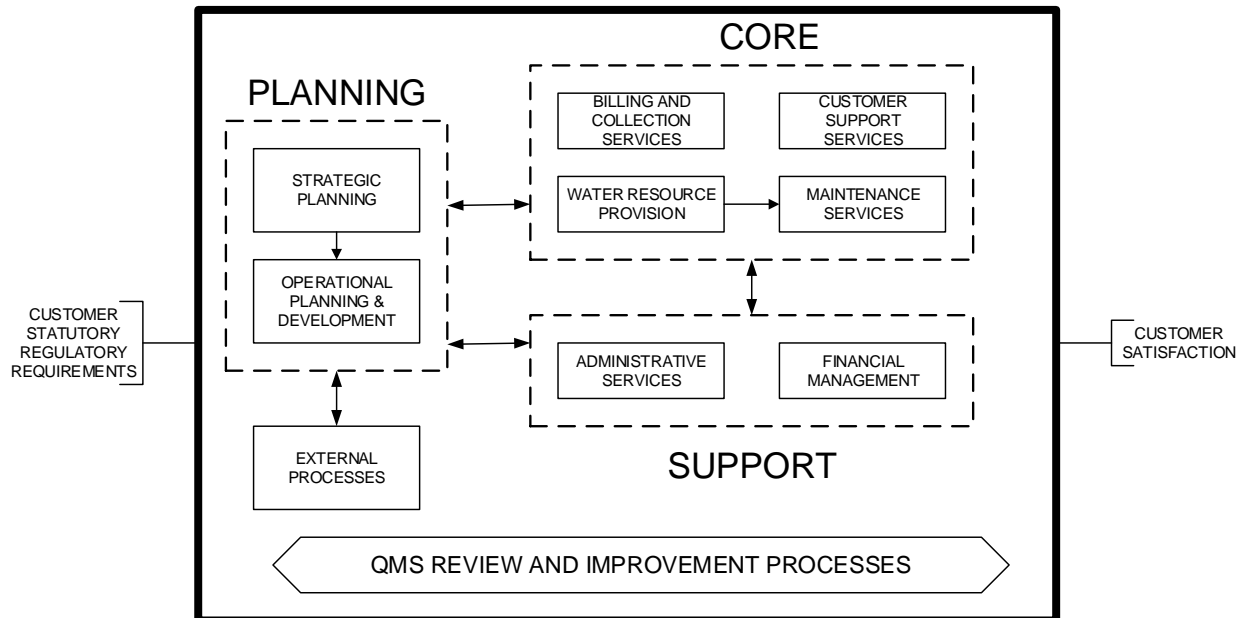 CORE
PLANNING
BILLING AND
COLLECTION
SERVICES
CUSTOMER
SUPPORT
SERVICES
STRATEGIC
PLANNING
WATER RESOURCE
PROVISION
MAINTENANCE
SERVICES
OPERATIONAL
PLANNING &
DEVELOPMENT
CUSTOMER
STATUTORY
REGULATORY
REQUIREMENTS
CUSTOMER
SATISFACTION
ADMINISTRATIVE
SERVICES
FINANCIAL
MANAGEMENT
EXTERNAL
PROCESSES
SUPPORT
QMS REVIEW AND IMPROVEMENT PROCESSES